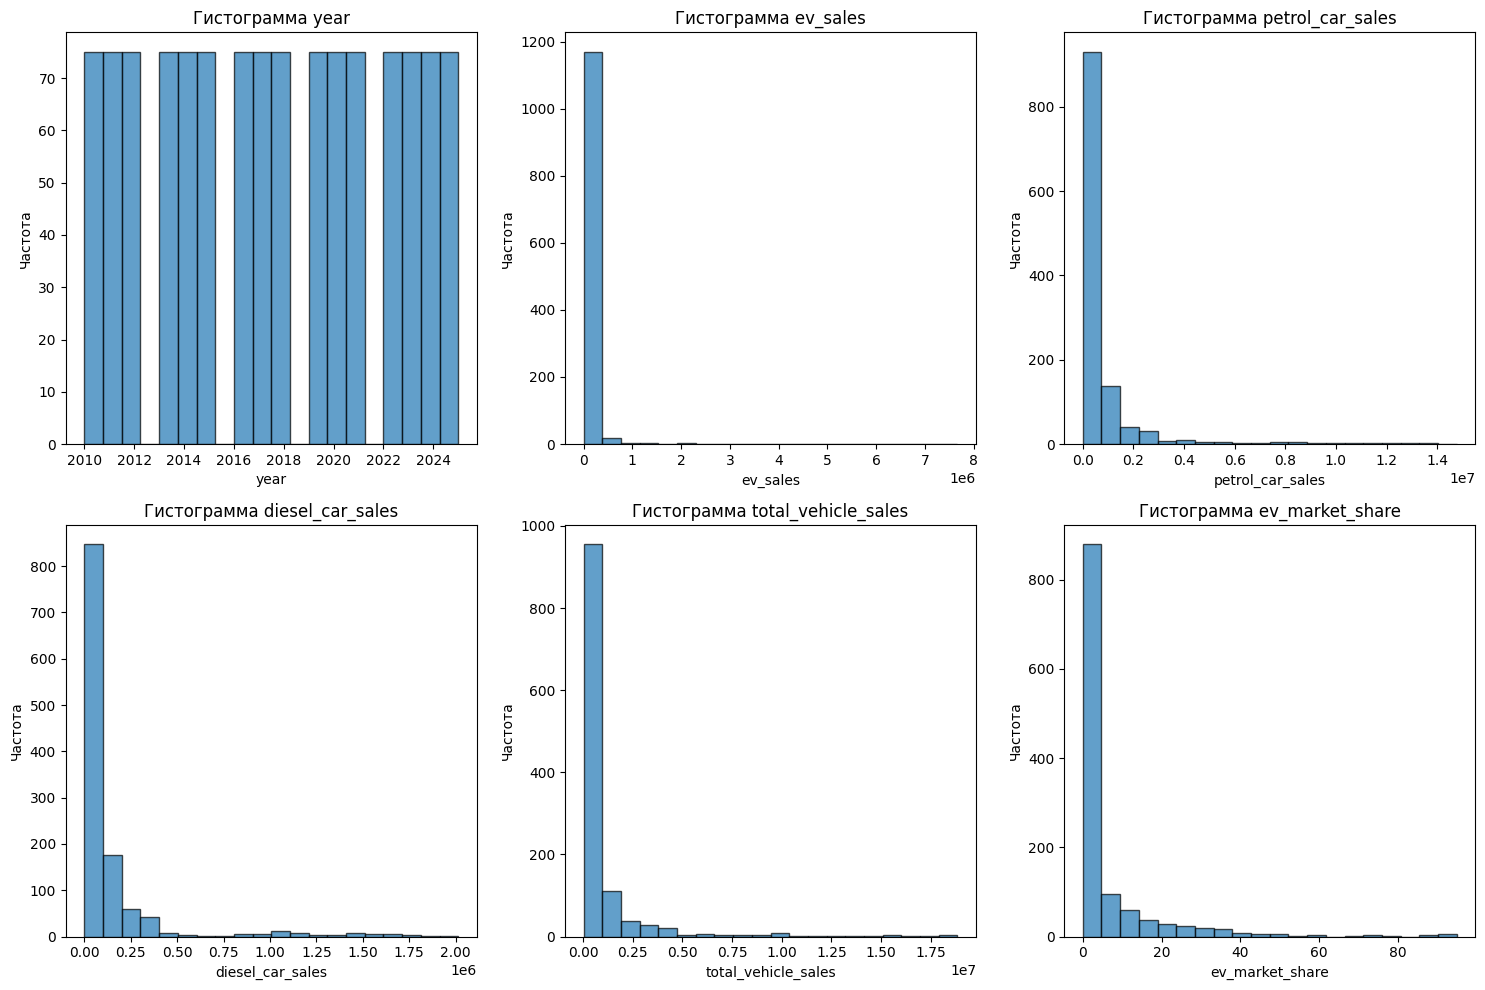 Гистограмма year
Частота
70
60
50
40
30
20
10
0
2010 2012 2014 2016 2018 2020 2022 2024
year
Гистограмма ev_sales
Частота
1200
1000
800
600
400
200
0
0 1 2 3 4 5 6 7 8
1e6
ev_sales
Гистограмма petrol_car_sales
Частота
800
600
400
200
0
0.0 0.2 0.4 0.6 0.8 1.0 1.2 1.4
1e7
petrol_car_sales
Гистограмма diesel_car_sales
Частота
800
700
600
500
400
300
200
100
0
0.00 0.25 0.50 0.75 1.00 1.25 1.50 1.75 2.00
1e6
diesel_car_sales
Гистограмма total_vehicle_sales
Частота
1000
800
600
400
200
0
0.00 0.25 0.50 0.75 1.00 1.25 1.50 1.75
1e7
total_vehicle_sales
Гистограмма ev_market_share
Частота
800
600
400
200
0
0 20 40 60 80
ev_market_share